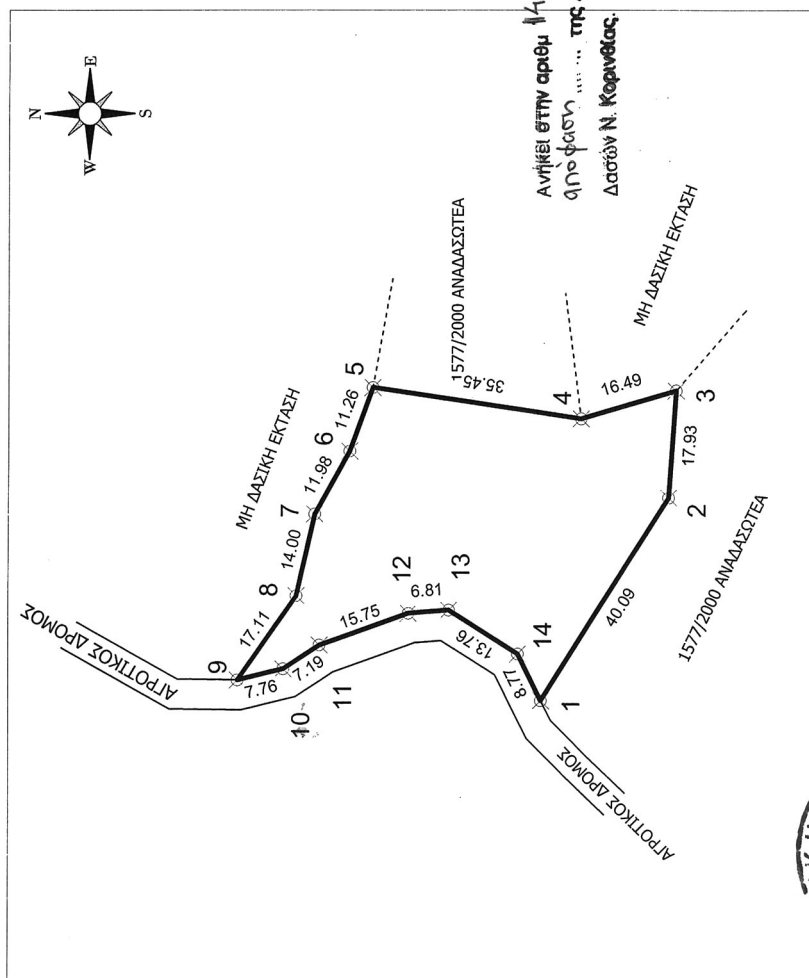 N
W
E
S
Ανήκει στην αριθμ
απόφαση ........ της
Δασών Ν. Κορινθίας.
ΑΓΡΟΤΙΚΟΣ ΔΡΟΜΟΣ
ΜΗ ΔΑΣΙΚΗ ΕΚΤΑΣΗ
1577/2000 ΑΝΑΔΑΣΩΤΕΑ
ΜΗ ΔΑΣΙΚΗ ΕΚΤΑΣΗ
1577/2000 ΑΝΑΔΑΣΩΤΕΑ
ΑΓΡΟΤΙΚΟΣ ΔΡΟΜΟΣ
9
17.11
8
14.00
7
11.98
6
11.26
5
35.45
4
16.49
3
17.93
2
40.09
1
8.77
14
13.76
13
6.81
12
15.75
11
7.19
10
7.76